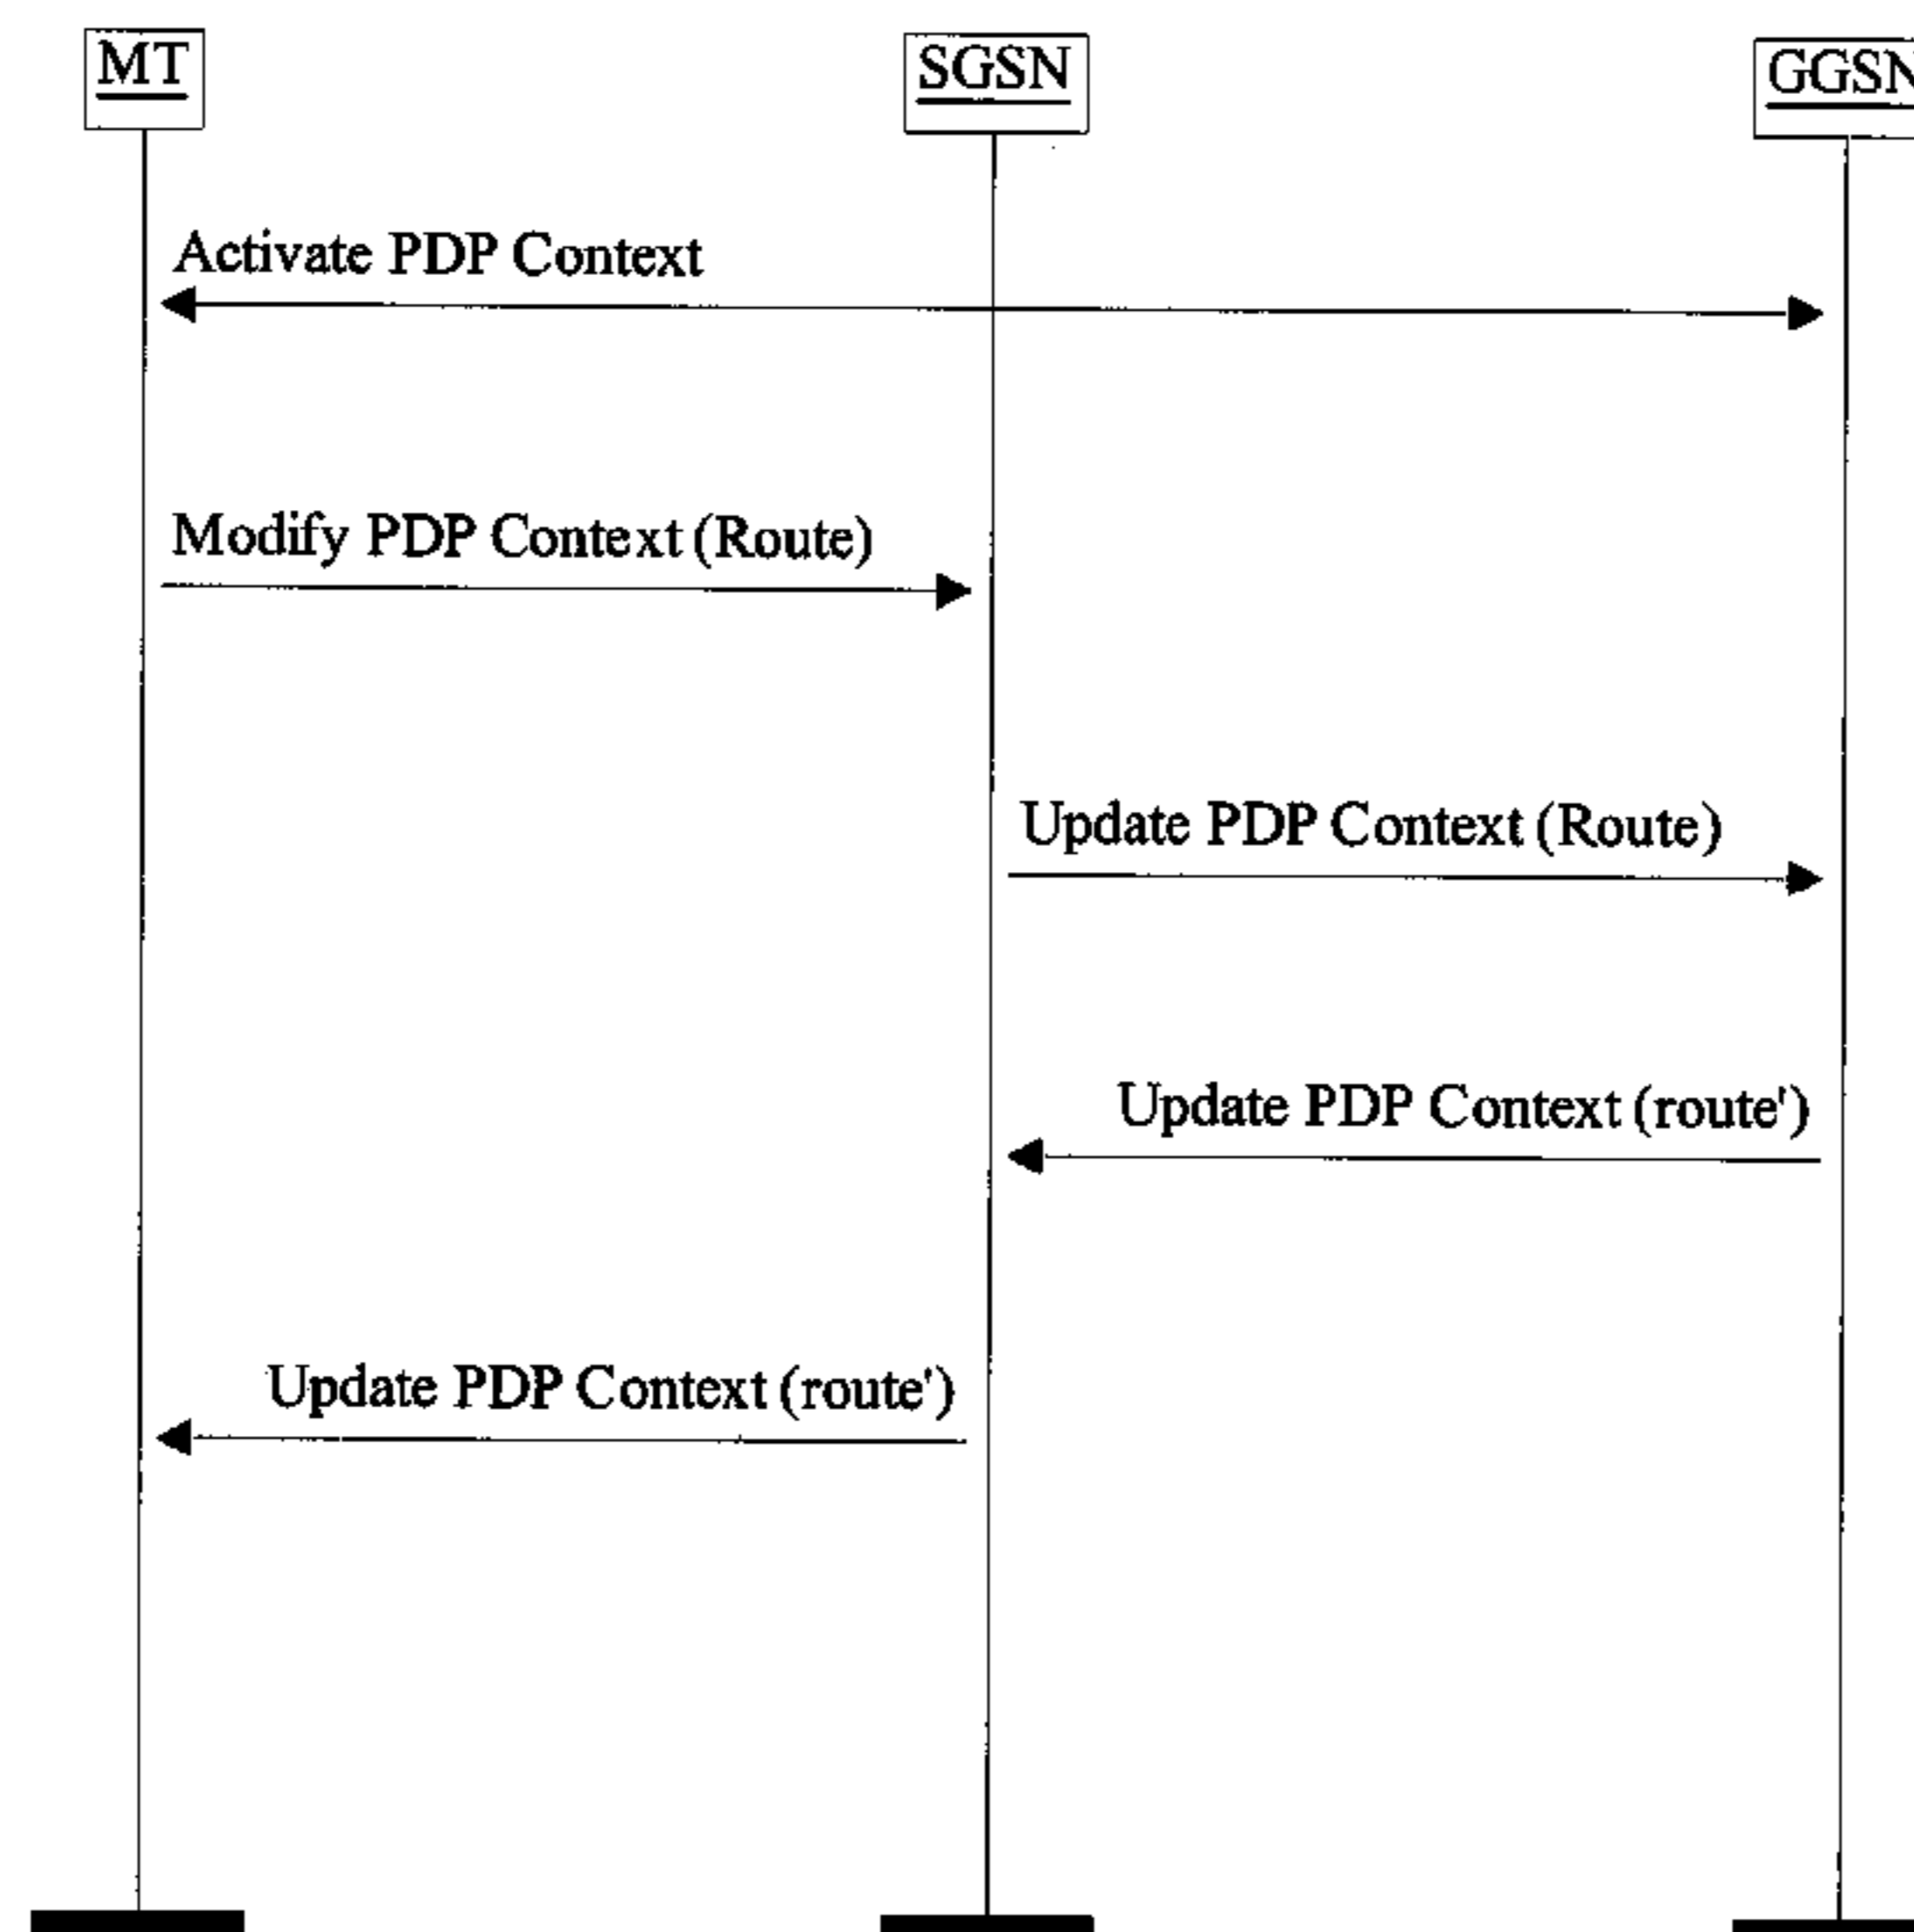 MT
SGSN
GGSN
Activate PDP Context
Modify PDP Context (Route)
Update PDP Context (Route)
Update PDP Context (route')
Update PDP Context (route')